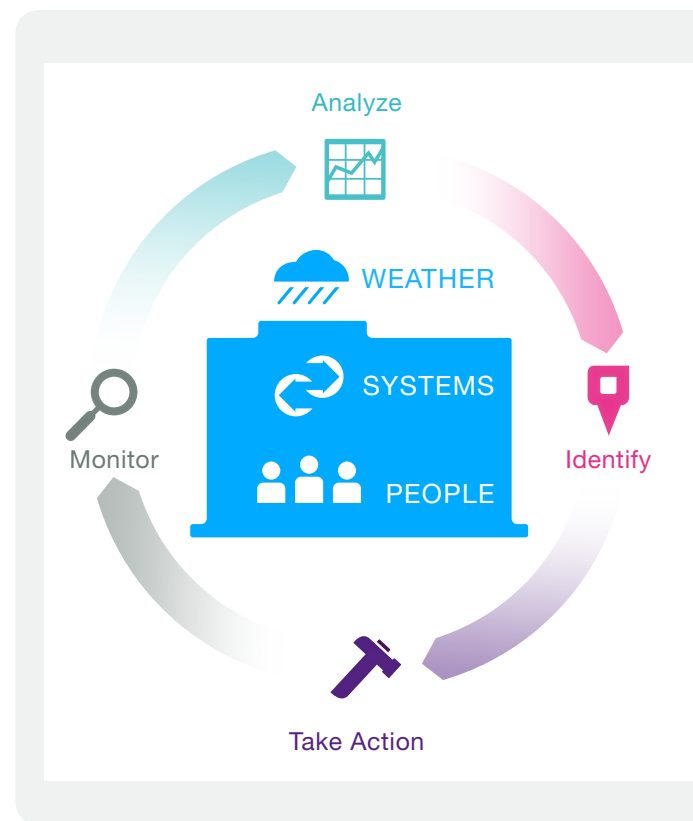 Analyze
WEATHER
SYSTEMS
Monitor
Identify
PEOPLE
Take Action